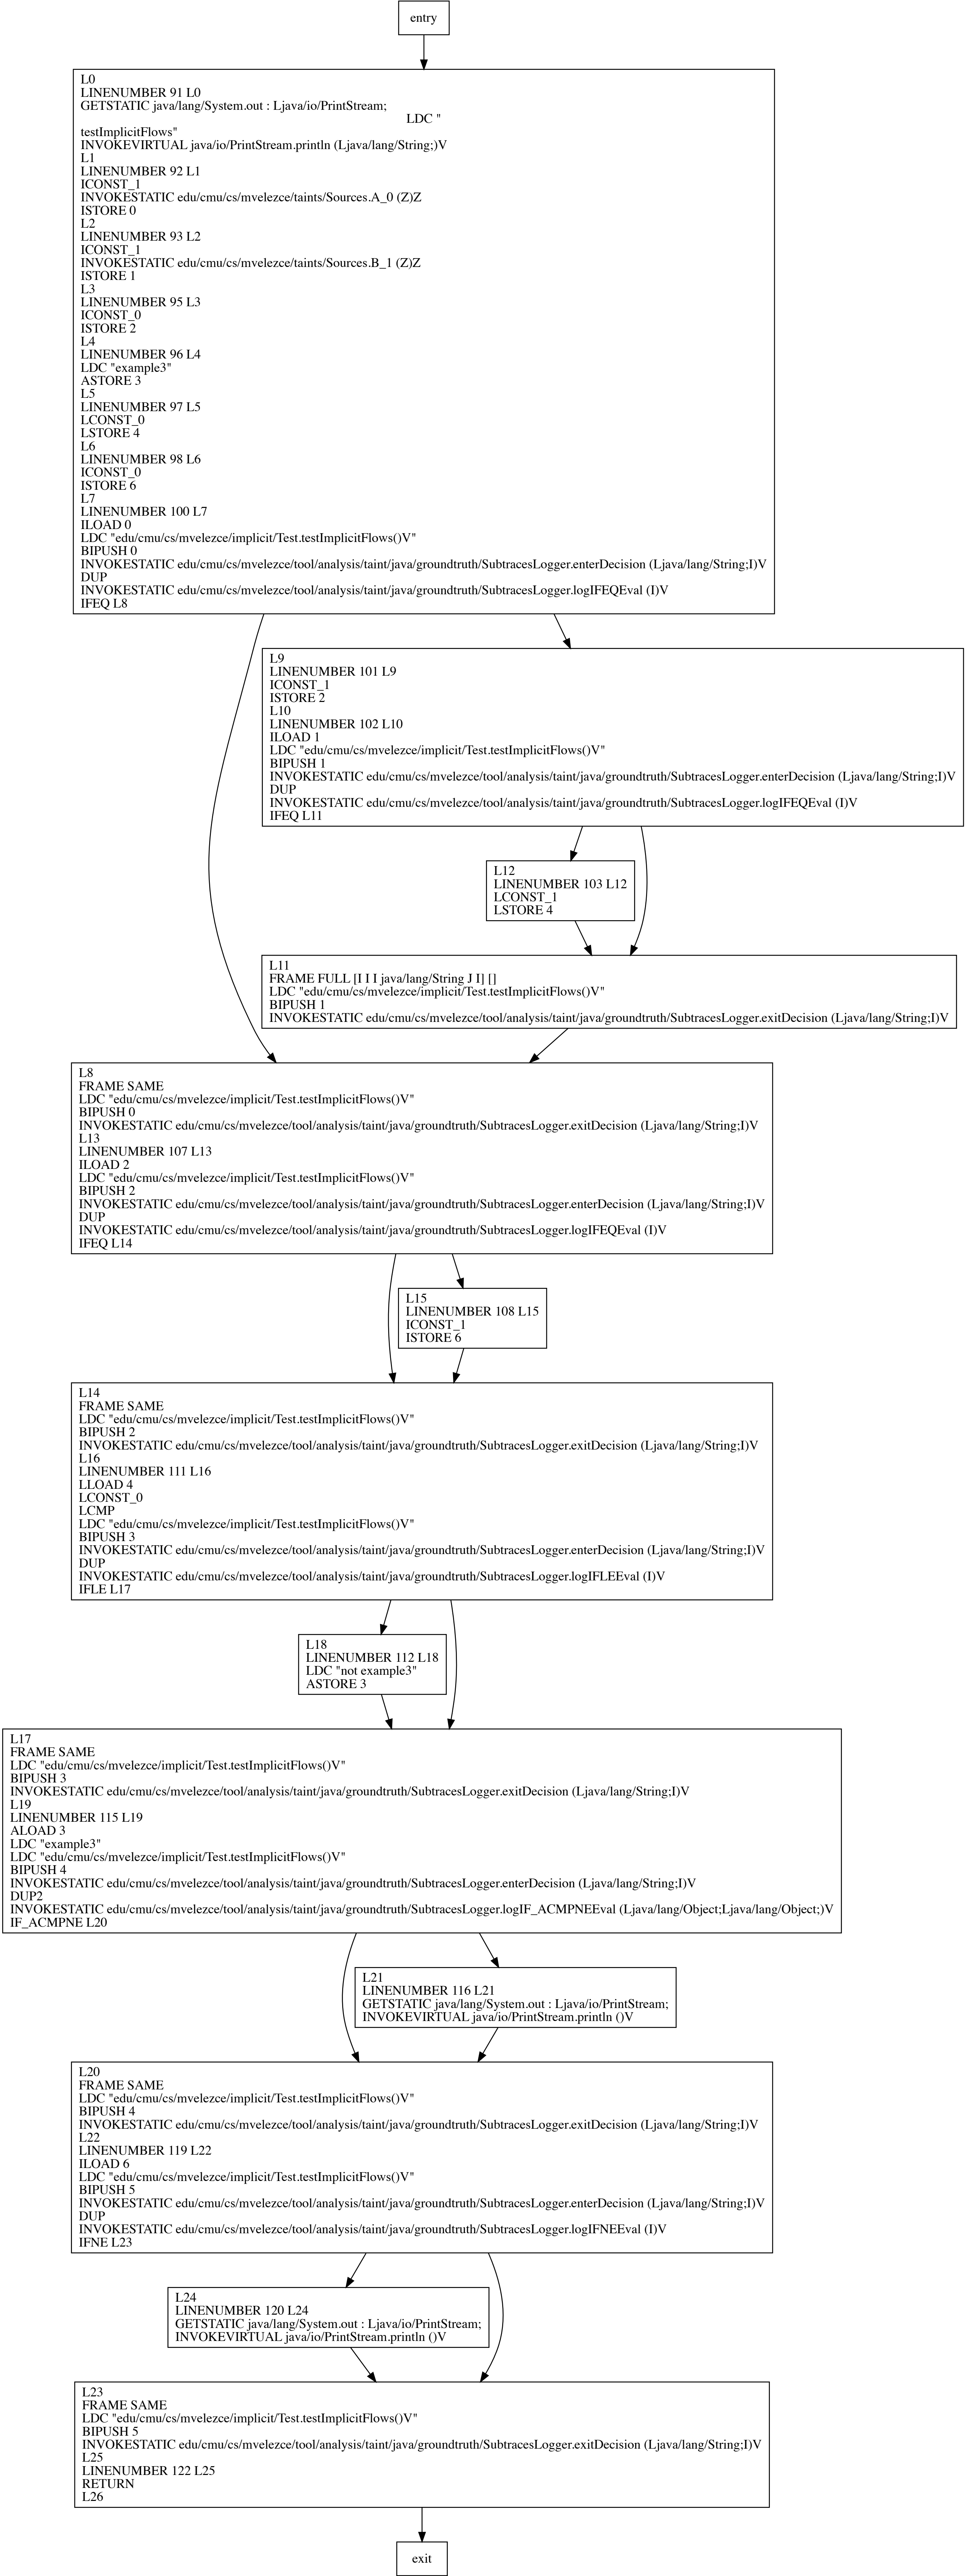 entry
L0
LINENUMBER 91 L0
GETSTATIC java/lang/System.out : Ljava/io/PrintStream;
LDC "
testImplicitFlows"
INVOKEVIRTUAL java/io/PrintStream.println (Ljava/lang/String;)V
L1
LINENUMBER 92 L1
ICONST_1
INVOKESTATIC edu/cmu/cs/mvelezce/taints/Sources.A_0 (Z)Z
ISTORE 0
L2
LINENUMBER 93 L2
ICONST_1
INVOKESTATIC edu/cmu/cs/mvelezce/taints/Sources.B_1 (Z)Z
ISTORE 1
L3
LINENUMBER 95 L3
ICONST_0
ISTORE 2
L4
LINENUMBER 96 L4
LDC "example3"
ASTORE 3
L5
LINENUMBER 97 L5
LCONST_0
LSTORE 4
L6
LINENUMBER 98 L6
ICONST_0
ISTORE 6
L7
LINENUMBER 100 L7
ILOAD 0
LDC "edu/cmu/cs/mvelezce/implicit/Test.testImplicitFlows()V"
BIPUSH 0
INVOKESTATIC edu/cmu/cs/mvelezce/tool/analysis/taint/java/groundtruth/SubtracesLogger.enterDecision (Ljava/lang/String;I)V
DUP
INVOKESTATIC edu/cmu/cs/mvelezce/tool/analysis/taint/java/groundtruth/SubtracesLogger.logIFEQEval (I)V
IFEQ L8
L9
LINENUMBER 101 L9
ICONST_1
ISTORE 2
L10
LINENUMBER 102 L10
ILOAD 1
LDC "edu/cmu/cs/mvelezce/implicit/Test.testImplicitFlows()V"
BIPUSH 1
INVOKESTATIC edu/cmu/cs/mvelezce/tool/analysis/taint/java/groundtruth/SubtracesLogger.enterDecision (Ljava/lang/String;I)V
DUP
INVOKESTATIC edu/cmu/cs/mvelezce/tool/analysis/taint/java/groundtruth/SubtracesLogger.logIFEQEval (I)V
IFEQ L11
L12
LINENUMBER 103 L12
LCONST_1
LSTORE 4
L11
FRAME FULL [I I I java/lang/String J I] []
LDC "edu/cmu/cs/mvelezce/implicit/Test.testImplicitFlows()V"
BIPUSH 1
INVOKESTATIC edu/cmu/cs/mvelezce/tool/analysis/taint/java/groundtruth/SubtracesLogger.exitDecision (Ljava/lang/String;I)V
L8
FRAME SAME
LDC "edu/cmu/cs/mvelezce/implicit/Test.testImplicitFlows()V"
BIPUSH 0
INVOKESTATIC edu/cmu/cs/mvelezce/tool/analysis/taint/java/groundtruth/SubtracesLogger.exitDecision (Ljava/lang/String;I)V
L13
LINENUMBER 107 L13
ILOAD 2
LDC "edu/cmu/cs/mvelezce/implicit/Test.testImplicitFlows()V"
BIPUSH 2
INVOKESTATIC edu/cmu/cs/mvelezce/tool/analysis/taint/java/groundtruth/SubtracesLogger.enterDecision (Ljava/lang/String;I)V
DUP
INVOKESTATIC edu/cmu/cs/mvelezce/tool/analysis/taint/java/groundtruth/SubtracesLogger.logIFEQEval (I)V
IFEQ L14
L15
LINENUMBER 108 L15
ICONST_1
ISTORE 6
L14
FRAME SAME
LDC "edu/cmu/cs/mvelezce/implicit/Test.testImplicitFlows()V"
BIPUSH 2
INVOKESTATIC edu/cmu/cs/mvelezce/tool/analysis/taint/java/groundtruth/SubtracesLogger.exitDecision (Ljava/lang/String;I)V
L16
LINENUMBER 111 L16
LLOAD 4
LCONST_0
LCMP
LDC "edu/cmu/cs/mvelezce/implicit/Test.testImplicitFlows()V"
BIPUSH 3
INVOKESTATIC edu/cmu/cs/mvelezce/tool/analysis/taint/java/groundtruth/SubtracesLogger.enterDecision (Ljava/lang/String;I)V
DUP
INVOKESTATIC edu/cmu/cs/mvelezce/tool/analysis/taint/java/groundtruth/SubtracesLogger.logIFLEEval (I)V
IFLE L17
L18
LINENUMBER 112 L18
LDC "not example3"
ASTORE 3
L17
FRAME SAME
LDC "edu/cmu/cs/mvelezce/implicit/Test.testImplicitFlows()V"
BIPUSH 3
INVOKESTATIC edu/cmu/cs/mvelezce/tool/analysis/taint/java/groundtruth/SubtracesLogger.exitDecision (Ljava/lang/String;I)V
L19
LINENUMBER 115 L19
ALOAD 3
LDC "example3"
LDC "edu/cmu/cs/mvelezce/implicit/Test.testImplicitFlows()V"
BIPUSH 4
INVOKESTATIC edu/cmu/cs/mvelezce/tool/analysis/taint/java/groundtruth/SubtracesLogger.enterDecision (Ljava/lang/String;I)V
DUP2
INVOKESTATIC edu/cmu/cs/mvelezce/tool/analysis/taint/java/groundtruth/SubtracesLogger.logIF_ACMPNEEval (Ljava/lang/Object;Ljava/lang/Object;)V
IF_ACMPNE L20
L21
LINENUMBER 116 L21
GETSTATIC java/lang/System.out : Ljava/io/PrintStream;
INVOKEVIRTUAL java/io/PrintStream.println ()V
L20
FRAME SAME
LDC "edu/cmu/cs/mvelezce/implicit/Test.testImplicitFlows()V"
BIPUSH 4
INVOKESTATIC edu/cmu/cs/mvelezce/tool/analysis/taint/java/groundtruth/SubtracesLogger.exitDecision (Ljava/lang/String;I)V
L22
LINENUMBER 119 L22
ILOAD 6
LDC "edu/cmu/cs/mvelezce/implicit/Test.testImplicitFlows()V"
BIPUSH 5
INVOKESTATIC edu/cmu/cs/mvelezce/tool/analysis/taint/java/groundtruth/SubtracesLogger.enterDecision (Ljava/lang/String;I)V
DUP
INVOKESTATIC edu/cmu/cs/mvelezce/tool/analysis/taint/java/groundtruth/SubtracesLogger.logIFNEEval (I)V
IFNE L23
L24
LINENUMBER 120 L24
GETSTATIC java/lang/System.out : Ljava/io/PrintStream;
INVOKEVIRTUAL java/io/PrintStream.println ()V
L23
FRAME SAME
LDC "edu/cmu/cs/mvelezce/implicit/Test.testImplicitFlows()V"
BIPUSH 5
INVOKESTATIC edu/cmu/cs/mvelezce/tool/analysis/taint/java/groundtruth/SubtracesLogger.exitDecision (Ljava/lang/String;I)V
L25
LINENUMBER 122 L25
RETURN
L26
exit